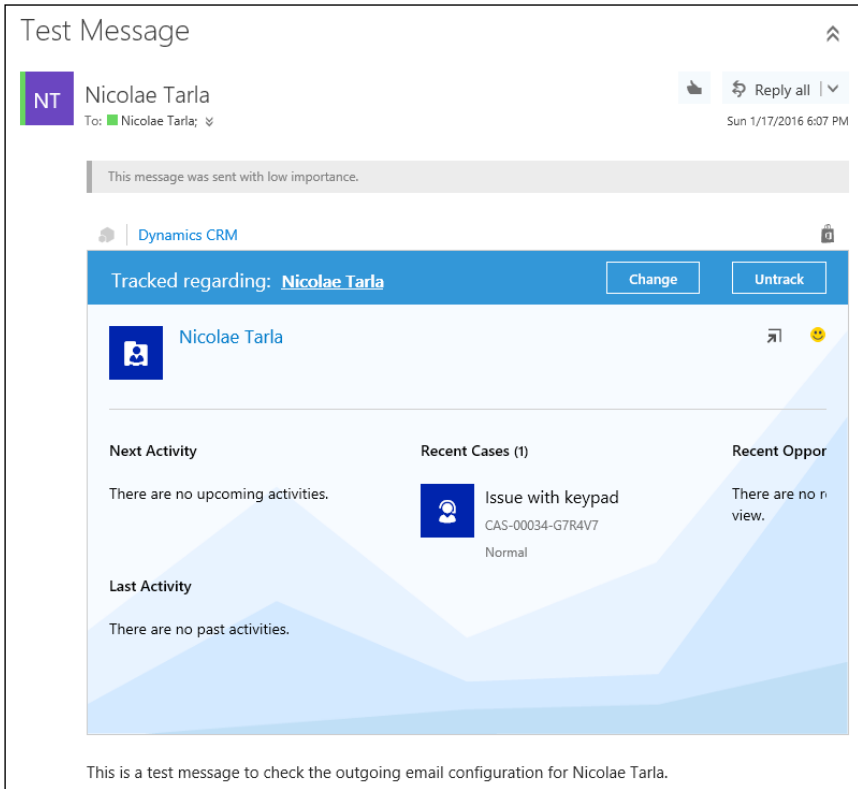 Test Message
NT
Nicolae Tarla
Reply all
To: Nicolae Tarla;
Sun 1/17/2016 6:07 PM
This message was sent with low importance.
Dynamics CRM
Tracked regarding: Nicolae Tarla
Change
Untrack
Nicolae Tarla
Next Activity
Recent Cases (1)
Recent Oppor
There are no upcoming activities.
Issue with keypad
There are no r
CAS-00034-G7R4V7
view.
Normal
Last Activity
There are no past activities.
This is a test message to check the outgoing email configuration for Nicolae Tarla.